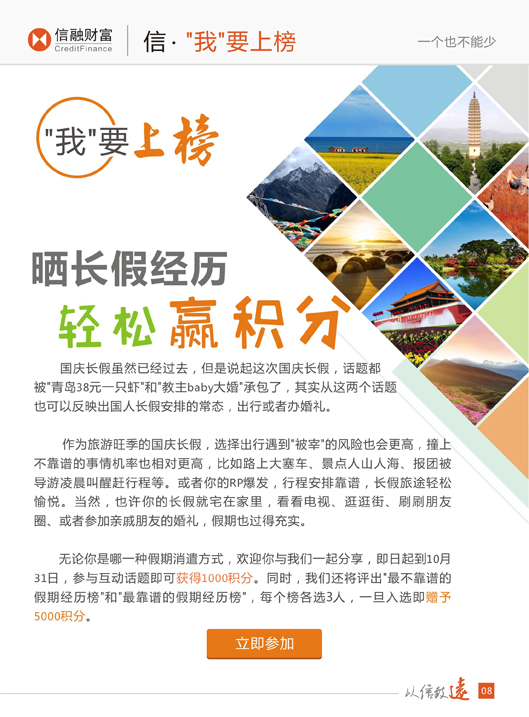 信融财富
CreditFinance
信·"我"要上榜
一个也不能少
"我"要上榜
晒长假经历
轻松赢积分
国庆长假虽然已经过去，但是说起这次国庆长假，话题都
被"青岛38元一只虾"和"教主baby大婚"承包了，其实从这两个话题
也可以反映出国人长假安排的常态，出行或者办婚礼。
作为旅游旺季的国庆长假，选择出行遇到"被宰"的风险也会更高，撞上
不靠谱的事情机率也相对更高，比如路上大塞车、景点人山人海、报团被
导游凌晨叫醒赶行程等。或者你的RP爆发，行程安排靠谱，长假旅途轻松
愉悦。当然，也许你的长假就宅在家里，看看电视、逛逛街、刷刷朋友
圈、或者参加亲戚朋友的婚礼，假期也过得充实。
无论你是哪一种假期消遣方式，欢迎你与我们一起分享，即日起到10月
31日，参与互动话题即可获得1000积分。同时，我们还将评出"最不靠谱的
假期经历榜"和"最靠谱的假期经历榜"，每个榜各选3人，一旦入选即赠予
5000积分。
立即参加
以信致远
08